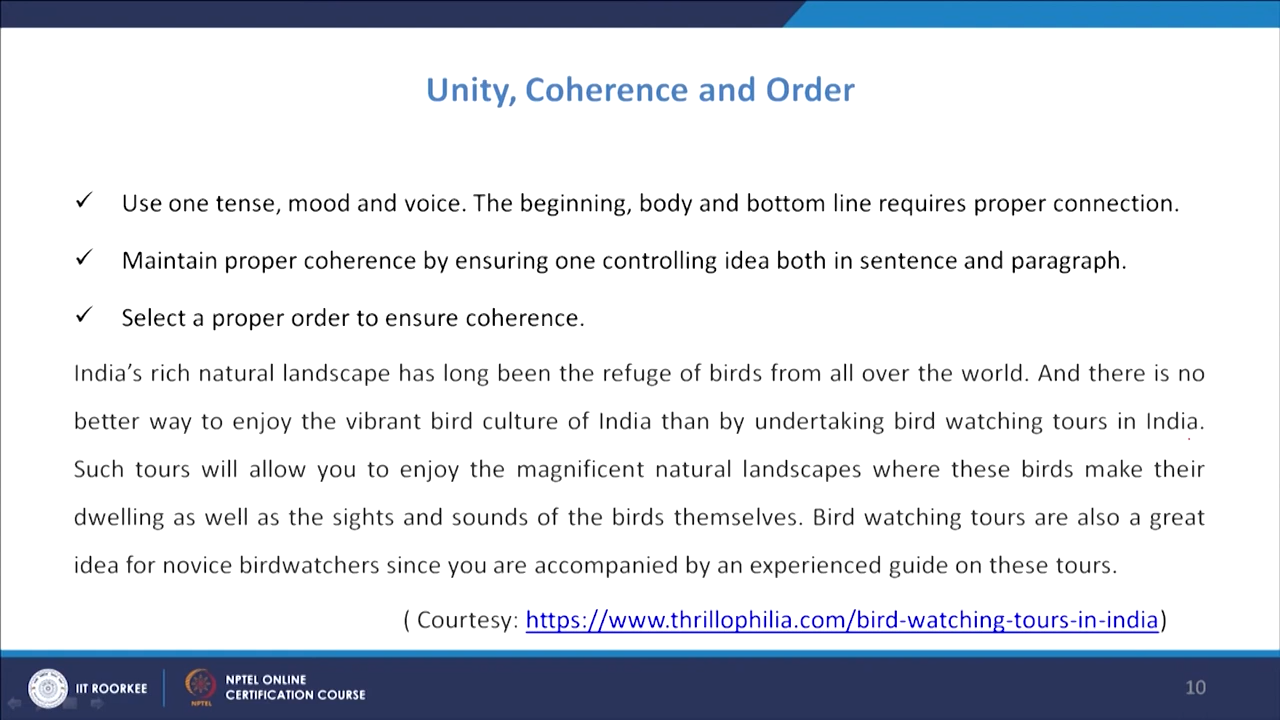 Unity, Coherence and Order
✓ Use one tense, mood and voice. The beginning, body and bottom line requires proper connection.
✓ Maintain proper coherence by ensuring one controlling idea both in sentence and paragraph.
✓ Select a proper order to ensure coherence.
India’s rich natural landscape has long been the refuge of birds from all over the world. And there is no
better way to enjoy the vibrant bird culture of India than by undertaking bird watching tours in India.
Such tours will allow you to enjoy the magnificent natural landscapes where these birds make their
dwelling as well as the sights and sounds of the birds themselves. Bird watching tours are also a great
idea for novice birdwatchers since you are accompanied by an experienced guide on these tours.
( Courtesy: https://www.thrillophilia.com/bird-watching-tours-in-india)
IIT ROORKEE
NPTEL
NPTEL ONLINE
CERTIFICATION COURSE
10